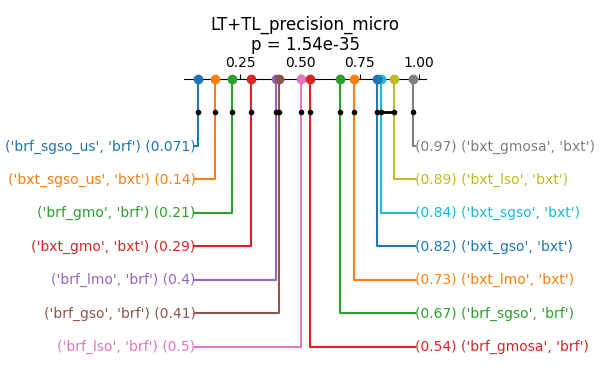 LT+TL_precision_micro
p = 1.54e-35
0.25 0.50 0.75 1.00
('brf_sgso_us', 'brf') (0.071) (0.97) ('bxt_gmosa', 'bxt')
('bxt_sgso_us', 'bxt') (0.14) (0.89) ('bxt_lso', 'bxt')
('brf_gmo', 'brf') (0.21) (0.84) ('bxt_sgso', 'bxt')
('bxt_gmo', 'bxt') (0.29) (0.82) ('bxt_gso', 'bxt')
('brf_lmo', 'brf') (0.4) (0.73) ('bxt_lmo', 'bxt')
('brf_gso', 'brf') (0.41) (0.67) ('brf_sgso', 'brf')
('brf_lso', 'brf') (0.5) (0.54) ('brf_gmosa', 'brf')